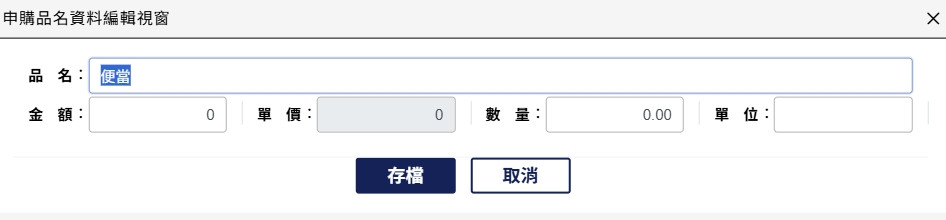 申購品名資料編輯視窗 ×
品 名： 便當
金 額： 0 單 價： 0 數 量： 0.00 單 位：
存檔 取消